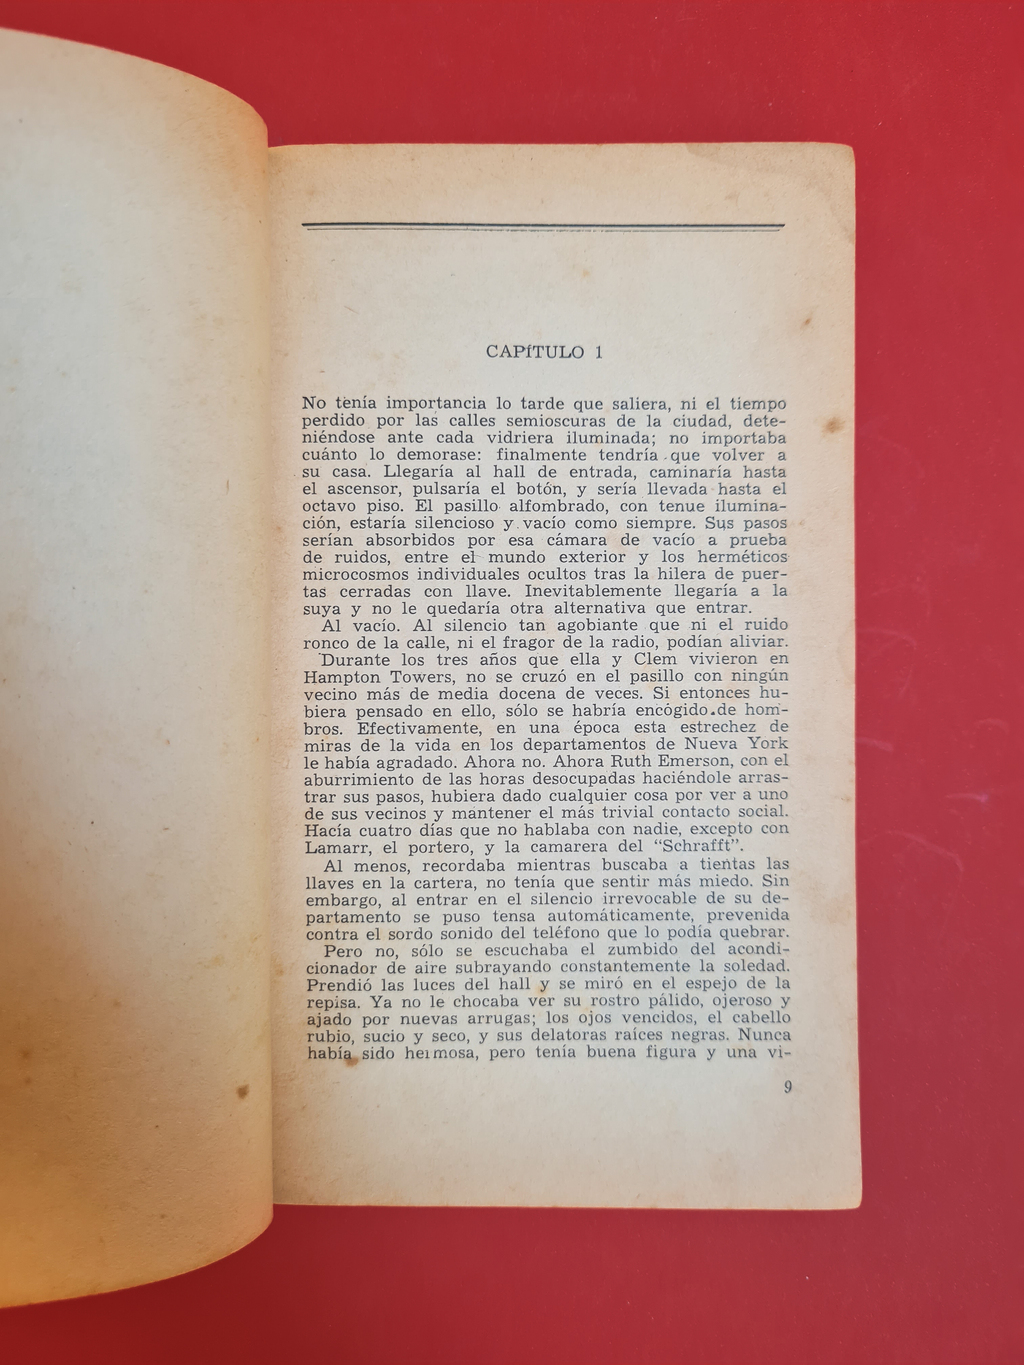 CAPÍTULO 1
No tenía importancia lo tarde que saliera, ni el tiempo
perdido por las calles semioscuras de la ciudad, dete-
niéndose ante cada vidriera iluminada; no importaba
cuánto lo demorase: finalmente tendría que volver a
su casa. Llegaría al hall de entrada, caminaría hasta
el ascensor, pulsaría el botón, y sería llevada hasta el
octavo piso. El pasillo alfombrado, con tenue ilumina-
ción, estaría silencioso y vacío como siempre. Sus pasos
serían absorbidos por esa cámara de vacío a prueba
de ruidos, entre el mundo exterior y los herméticos
microcosmos individuales ocultos tras la hilera de puer-
tas cerradas con llave. Inevitablemente llegaría a la
suya y no le quedaría otra alternativa que entrar.
Al vacío. Al silencio tan agobiante que ni el ruido
ronco de la calle, ni el fragor de la radio, podían aliviar.
Durante los tres años que ella y Clem vivieron en
Hampton Towers, no se cruzó en el pasillo con ningún
vecino más de media docena de veces. Si entonces hu-
biera pensado en ello, sólo se habría encógido de hom-
bros. Efectivamente, en una época esta estrechez de
miras de la vida en los departamentos de Nueva York
le había agradado. Ahora no. Ahora Ruth Emerson, con el
aburrimiento de las horas desocupadas haciéndole arras-
trar sus pasos, hubiera dado cualquier cosa por ver a uno
de sus vecinos y mantener el más trivial contacto social.
Hacía cuatro días que no hablaba con nadie, excepto con
Lamarr, el portero, y la camarera del "Schrafft".
Al menos, recordaba mientras buscaba a tientas las
llaves en la cartera, no tenía que sentir más miedo. Sin
embargo, al entrar en el silencio irrevocable de su de-
partamento se puso tensa automáticamente, prevenida
contra el sordo sonido del teléfono que lo podía quebrar.
Pero no, sólo se escuchaba el zumbido del acondi-
cionador de aire subrayando constantemente la soledad.
Prendió las luces del hall y se miró en el espejo de la
repisa. Ya no le chocaba ver su rostro pálido, ojeroso y
ajado por nuevas arrugas; los ojos vencidos, el cabello
rubio, sucio y seco, y sus delatoras raíces negras. Nunca
había sido hermosa, pero tenía buena figura y una vi-
9